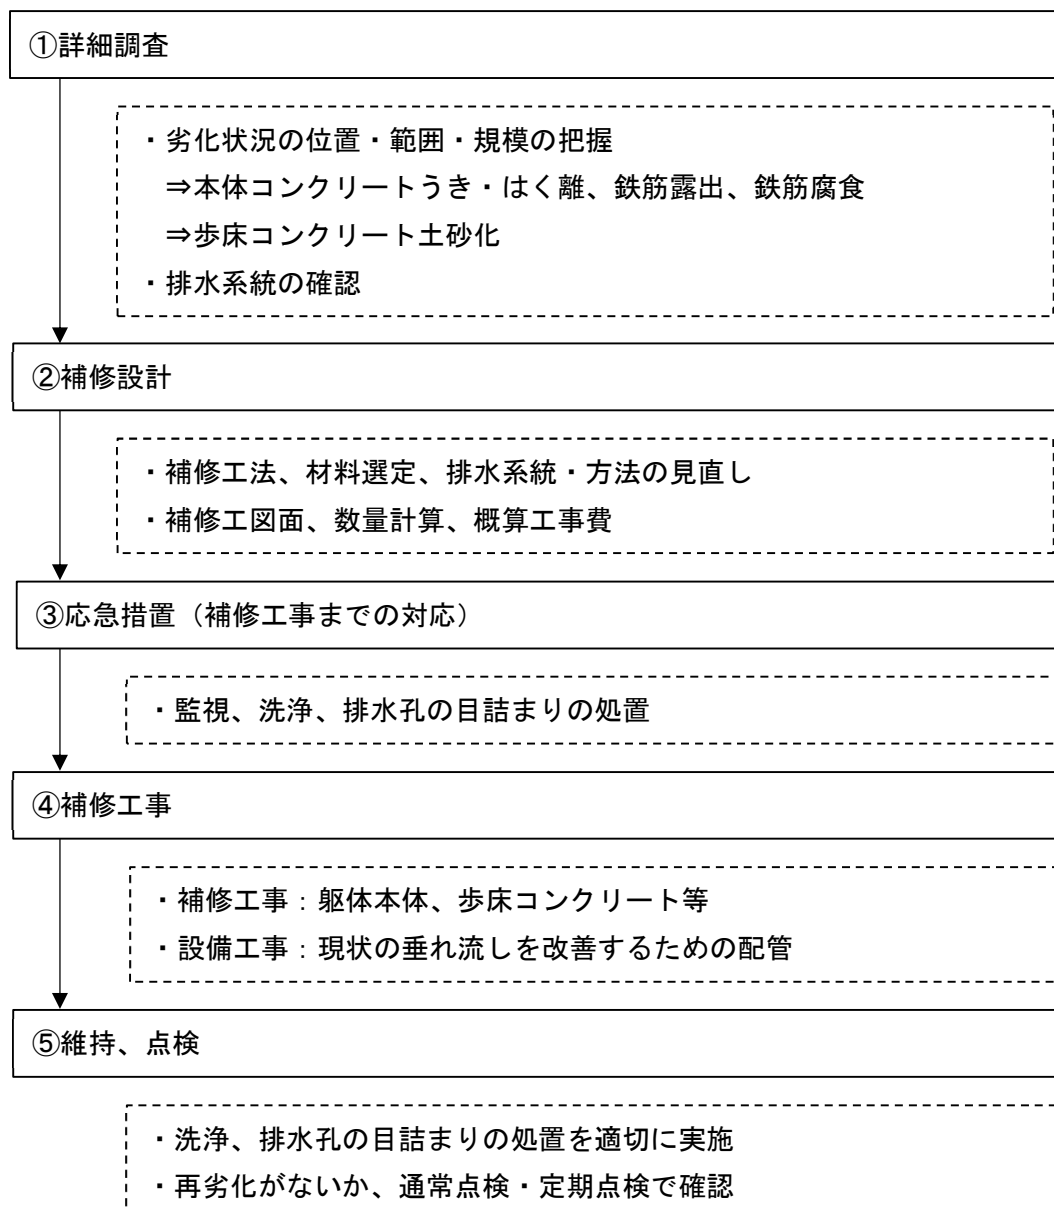 ①詳細調査
・劣化状況の位置・範囲・規模の把握
⇒本体コンクリートうき・はく離、鉄筋露出、鉄筋腐食
⇒歩床コンクリート土砂化
・排水系統の確認
②補修設計
・補修工法、材料選定、排水系統・方法の見直し
・補修工図面、数量計算、概算工事費
③応急措置（補修工事までの対応）
・監視、洗浄、排水孔の目詰まりの処置
④補修工事
・補修工事：躯体本体、歩床コンクリート等
・設備工事：現状の垂れ流しを改善するための配管
⑤維持、点検
・洗浄、排水孔の目詰まりの処置を適切に実施
・再劣化がないか、通常点検・定期点検で確認